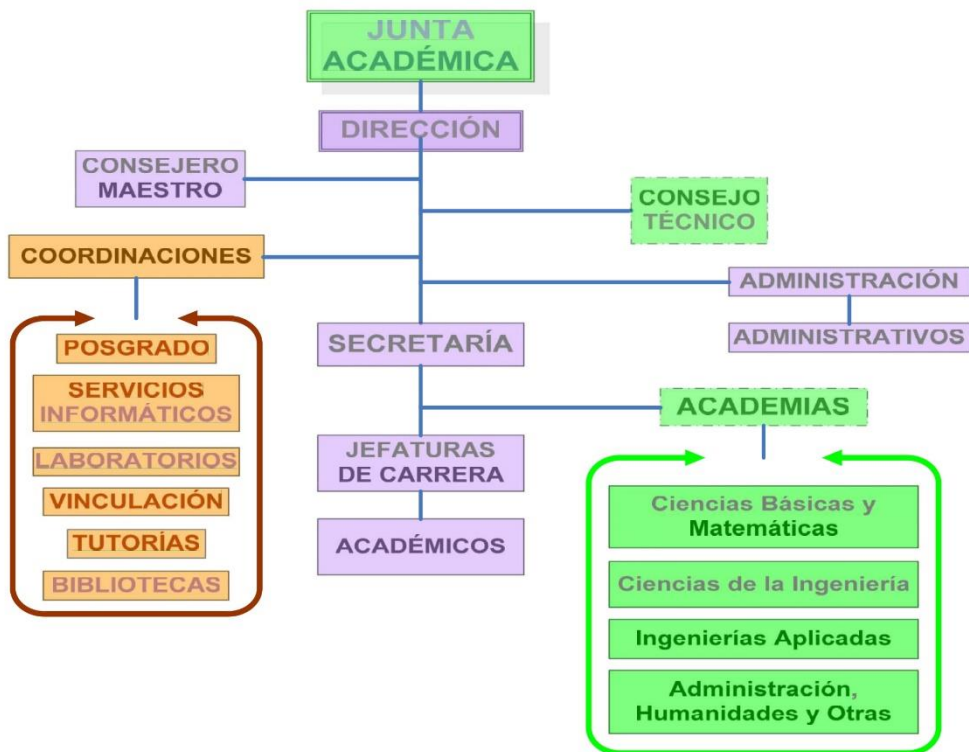 JUNTA
ACADÉMICA
DIRECCIÓN
CONSEJERO
MAESTRO
CONSEJO
TÉCNICO
COORDINACIONES
ADMINISTRACIÓN
ADMINISTRATIVOS
SECRETARÍA
POSGRADO
SERVICIOS
INFORMÁTICOS
LABORATORIOS
VINCULACIÓN
TUTORÍAS
BIBLIOTECAS
ACADEMIAS
JEFATURAS
DE CARRERA
ACADÉMICOS
Ciencias Básicas y
Matemáticas
Ciencias de la Ingeniería
Ingenierías Aplicadas
Administración,
Humanidades y Otras